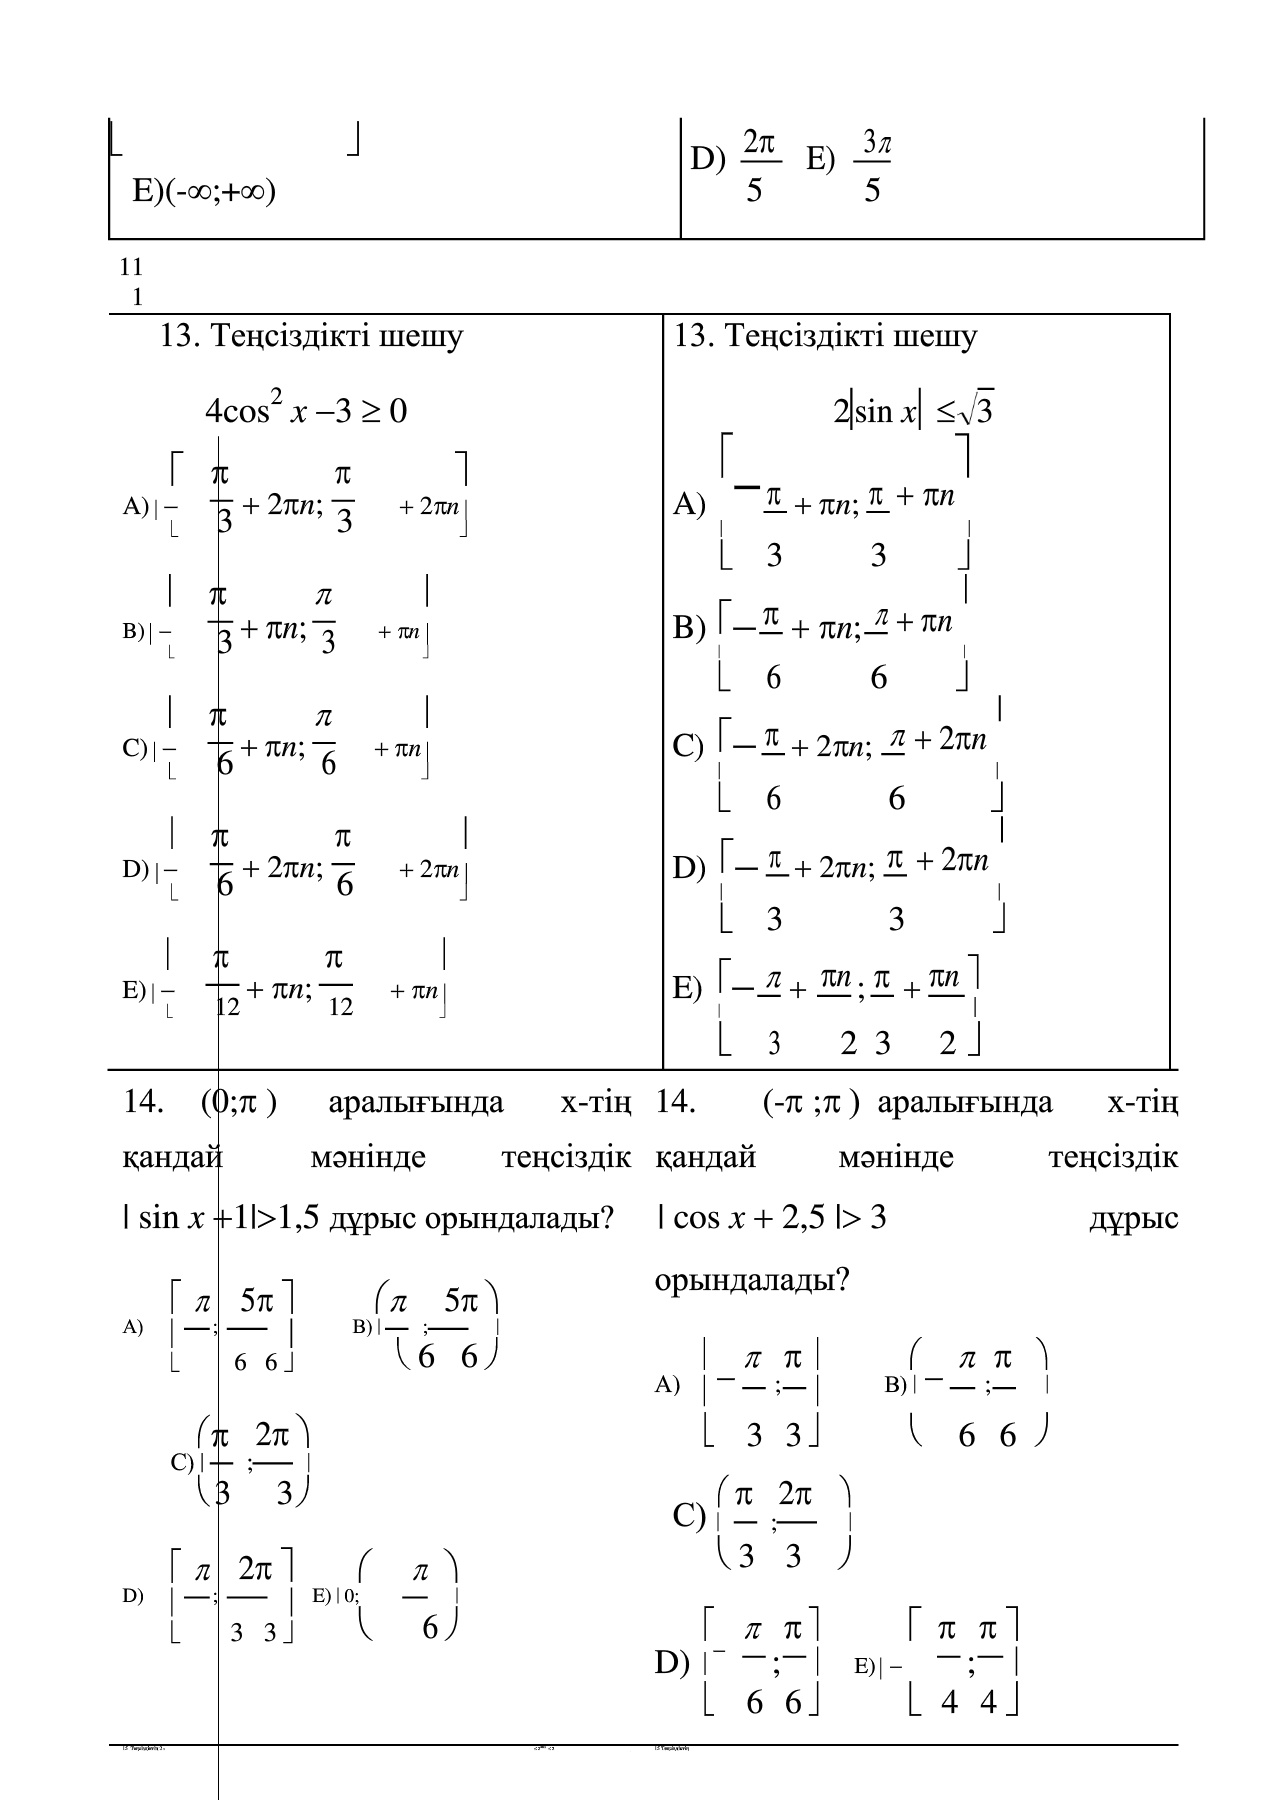 E)(-∞;+∞)
D) 2π/5 E) 3π/5
11
1
13. Теңсіздікті шешу
4cos² x –3 ≥ 0
A) [– π/3 + 2πn; π/3 + 2πn]
B) [– π/3 + πn; π/3 + πn]
C) [– π/6 + πn; π/6 + πn]
D) [– π/6 + 2πn; π/6 + 2πn]
E) [– π/12 + πn; π/12 + πn]
13. Теңсіздікті шешу
2|sin x| ≤ √3
A) [– π/3 + πn; π/3 + πn]
B) [– π/6 + πn; π/6 + πn]
C) [– π/6 + 2πn; π/6 + 2πn]
D) [– π/3 + 2πn; π/3 + 2πn]
E) [– π/3 + πn/2; π/3 + πn/2]
14. (0;π ) аралығында х-тің
қандай мәнінде теңсіздік
| sin x +1|>1,5 дұрыс орындалады?
A) [π/6; 5π/6] B) (π/6; 5π/6)
C) (π/3; 2π/3)
D) [π/3; 2π/3] E) (0; π/6)
14. (-π ;π ) аралығында х-тің
қандай мәнінде теңсіздік
| cos x + 2,5 |> 3 дұрыс
орындалады?
A) [– π/3; π/3] B) (– π/6; π/6)
C) (π/3; 2π/3)
D) [– π/6; π/6] E) [– π/4; π/4]